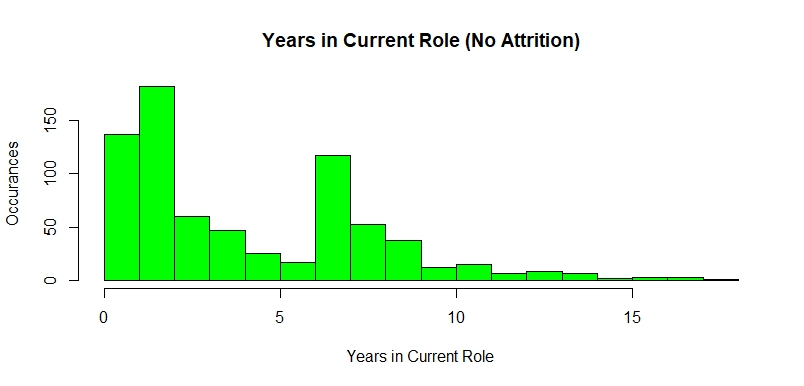 Years in Current Role (No Attrition)
Occurances
150
100
50
0
0 5 10 15
Years in Current Role